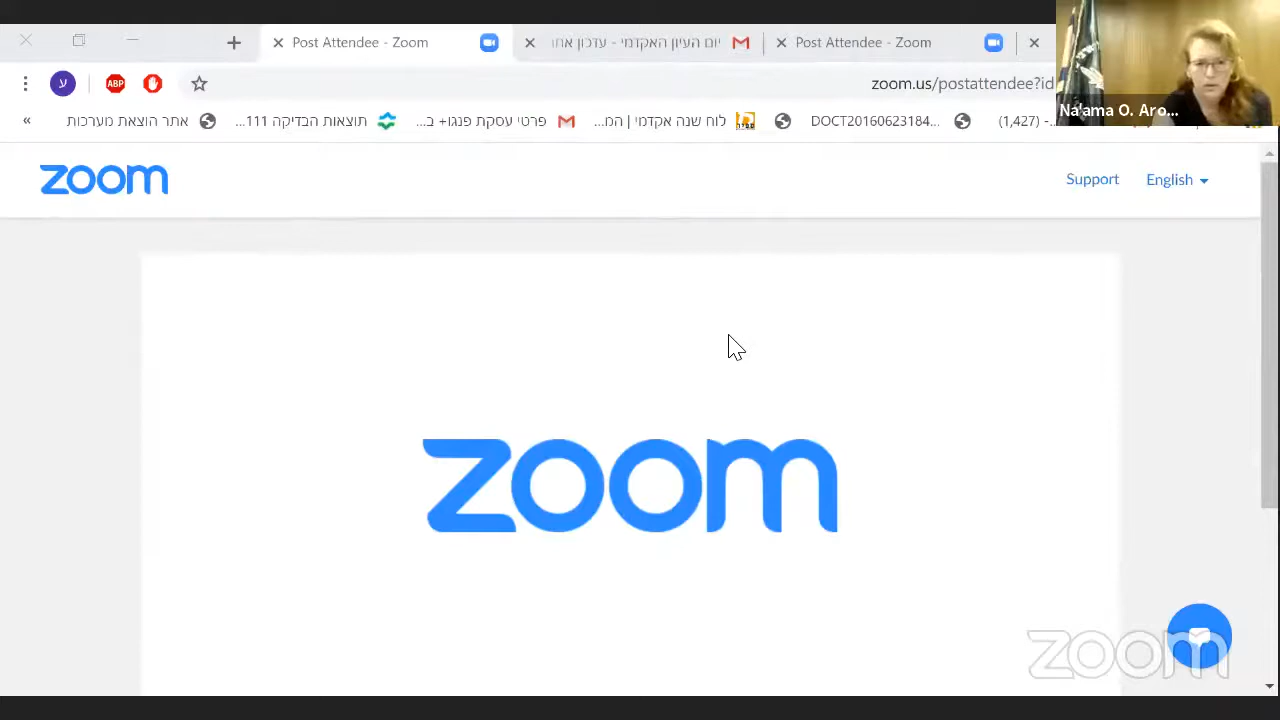 Post Attendee - Zoom
יום העיון האקדמי - עדכון אחו
Post Attendee - Zoom
ע
ABP
zoom.us/postattendee?id
Na'ama O. Aro...
«
אתר הוצאת מערכות
תוצאות הבדיקה 111...
פרטי עסקת פנגו+ ב...
לוח שנה אקדמי | המ...
DOCT20160623184...
(1,427) -
zoom
Support
English
zoom
zoom